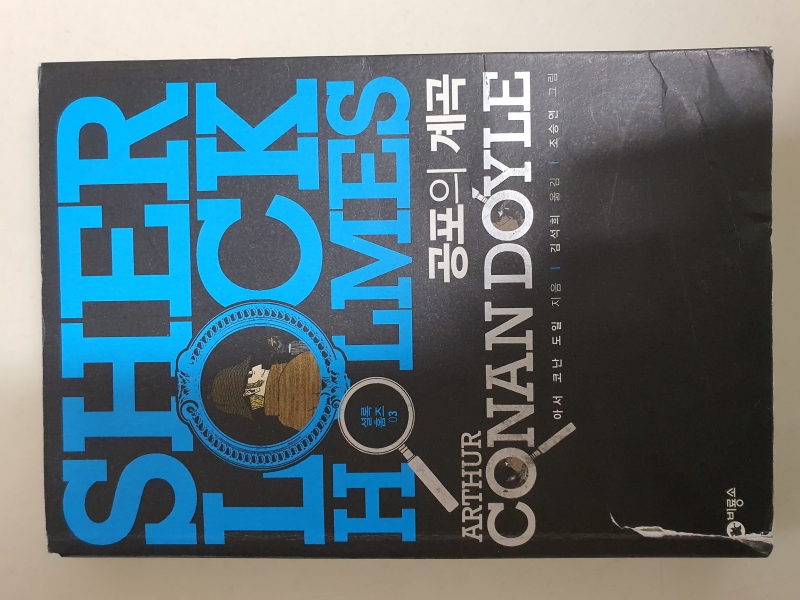 SHER
LOCK
HOLMES
셜록
홈즈
03
공포의 계곡
ARTHUR
CONAN DOYLE
아서 코난 도일 지음 | 김석희 옮김 | 조승연 그림
비룡소